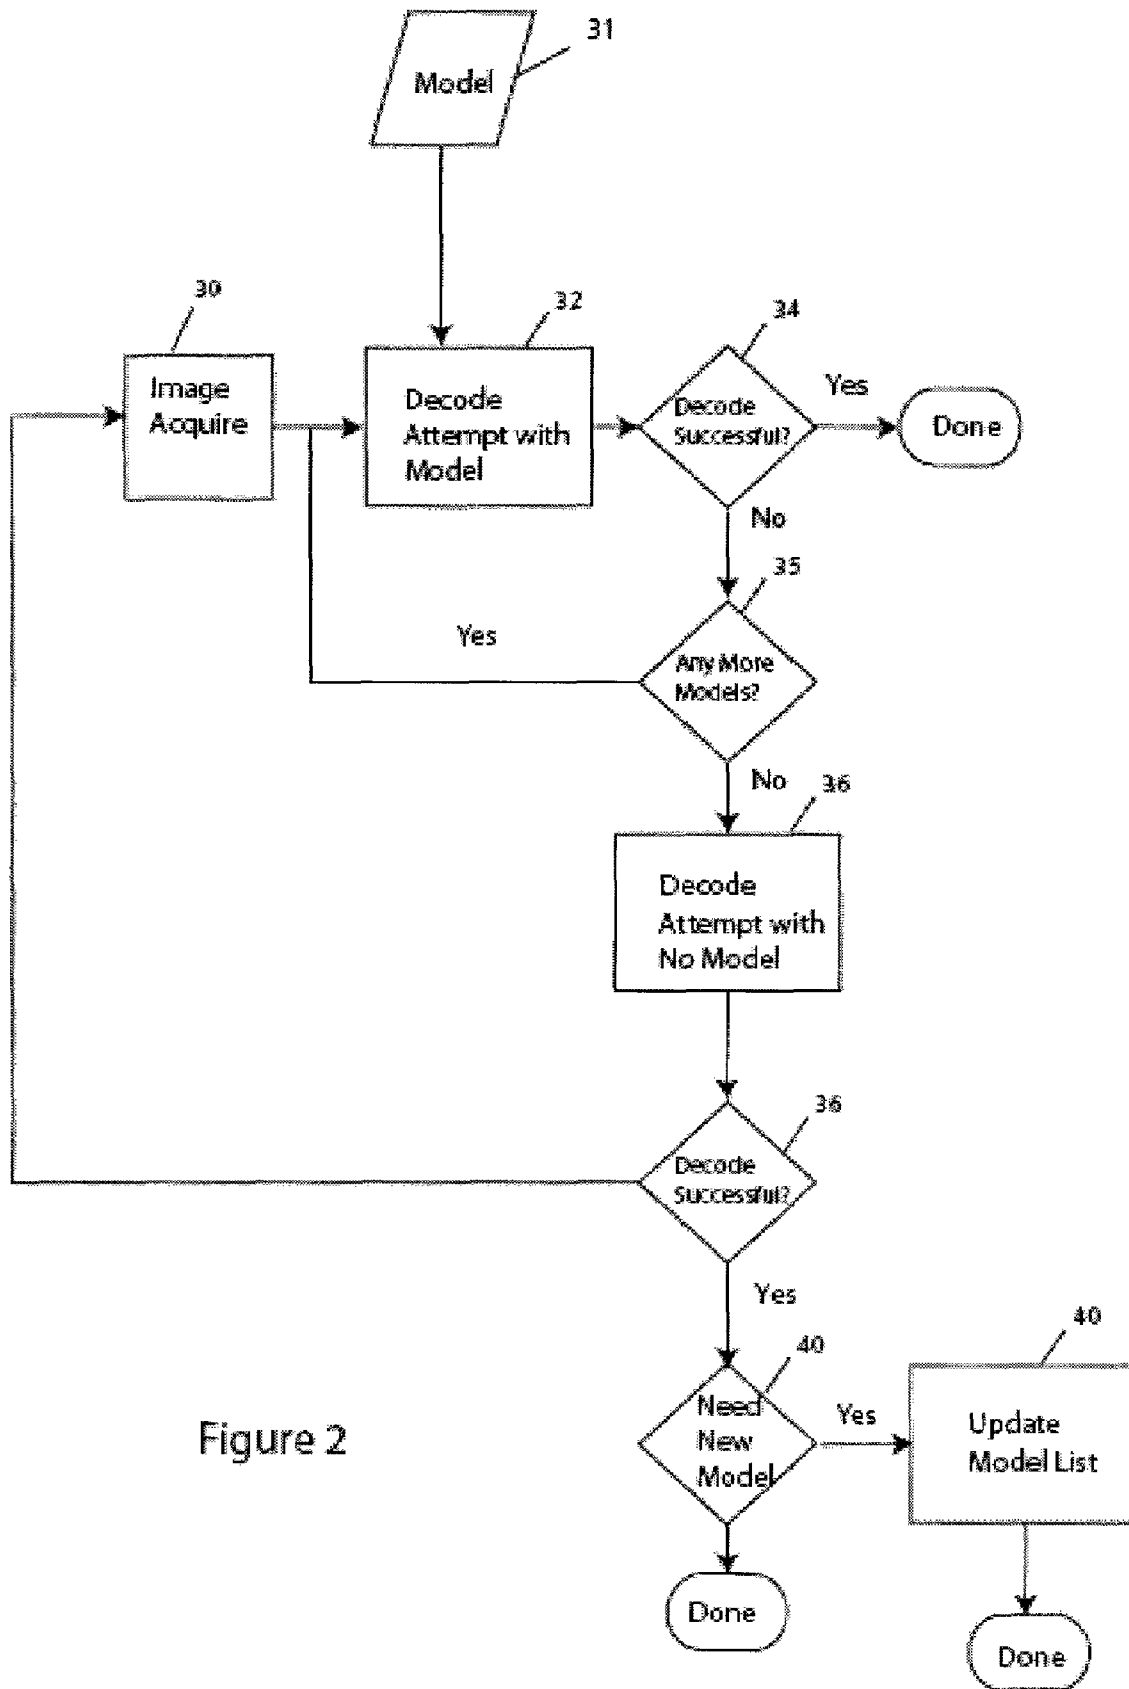 31
Model
30
32
34
Image
Acquire
Decode
Attempt with
Model
Decode
Successful?
Yes
Done
No
35
Yes
Any More
Models?
No
36
Decode
Attempt with
No Model
36
Decode
Successful?
Yes
40
40
Need
New
Model
Yes
Update
Model List
Figure 2
Done
Done